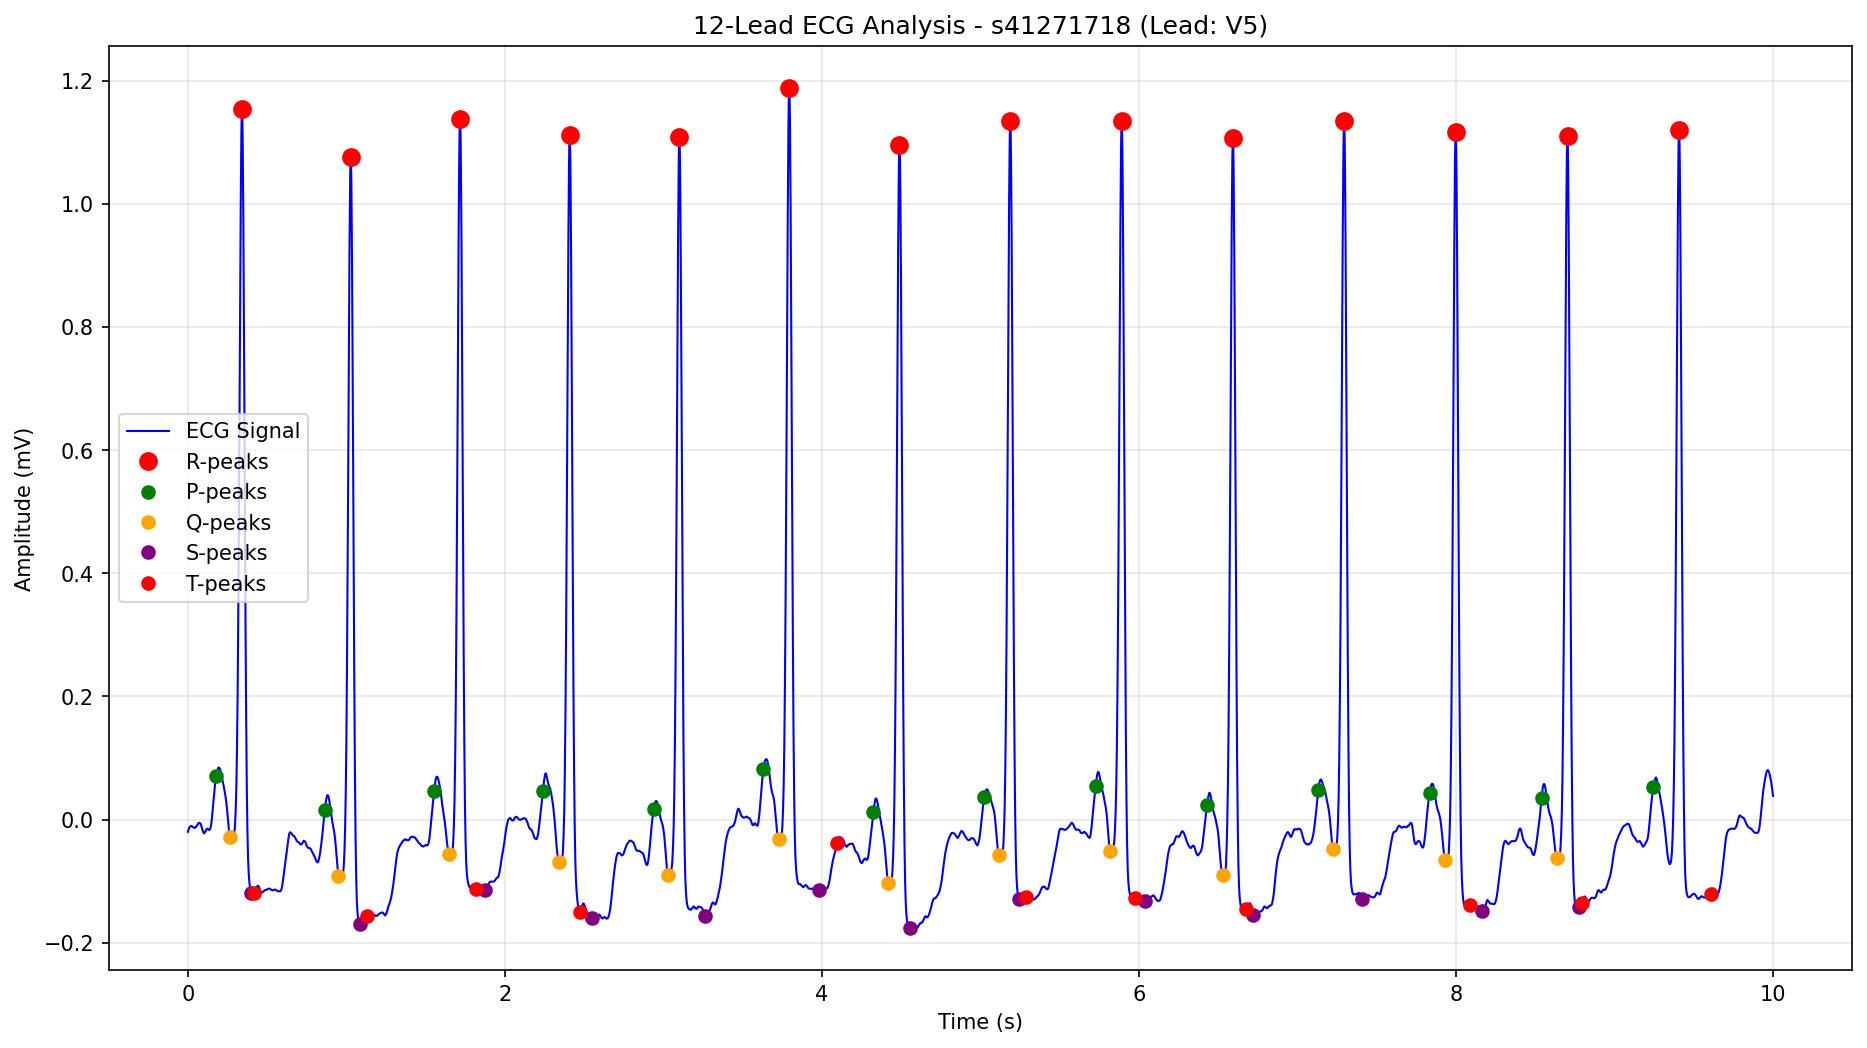 12-Lead ECG Analysis - s41271718 (Lead: V5)
Amplitude (mV)
1.2
1.0
0.8
0.6
0.4
0.2
0.0
−0.2
ECG Signal
R-peaks
P-peaks
Q-peaks
S-peaks
T-peaks
0 2 4 6 8 10
Time (s)